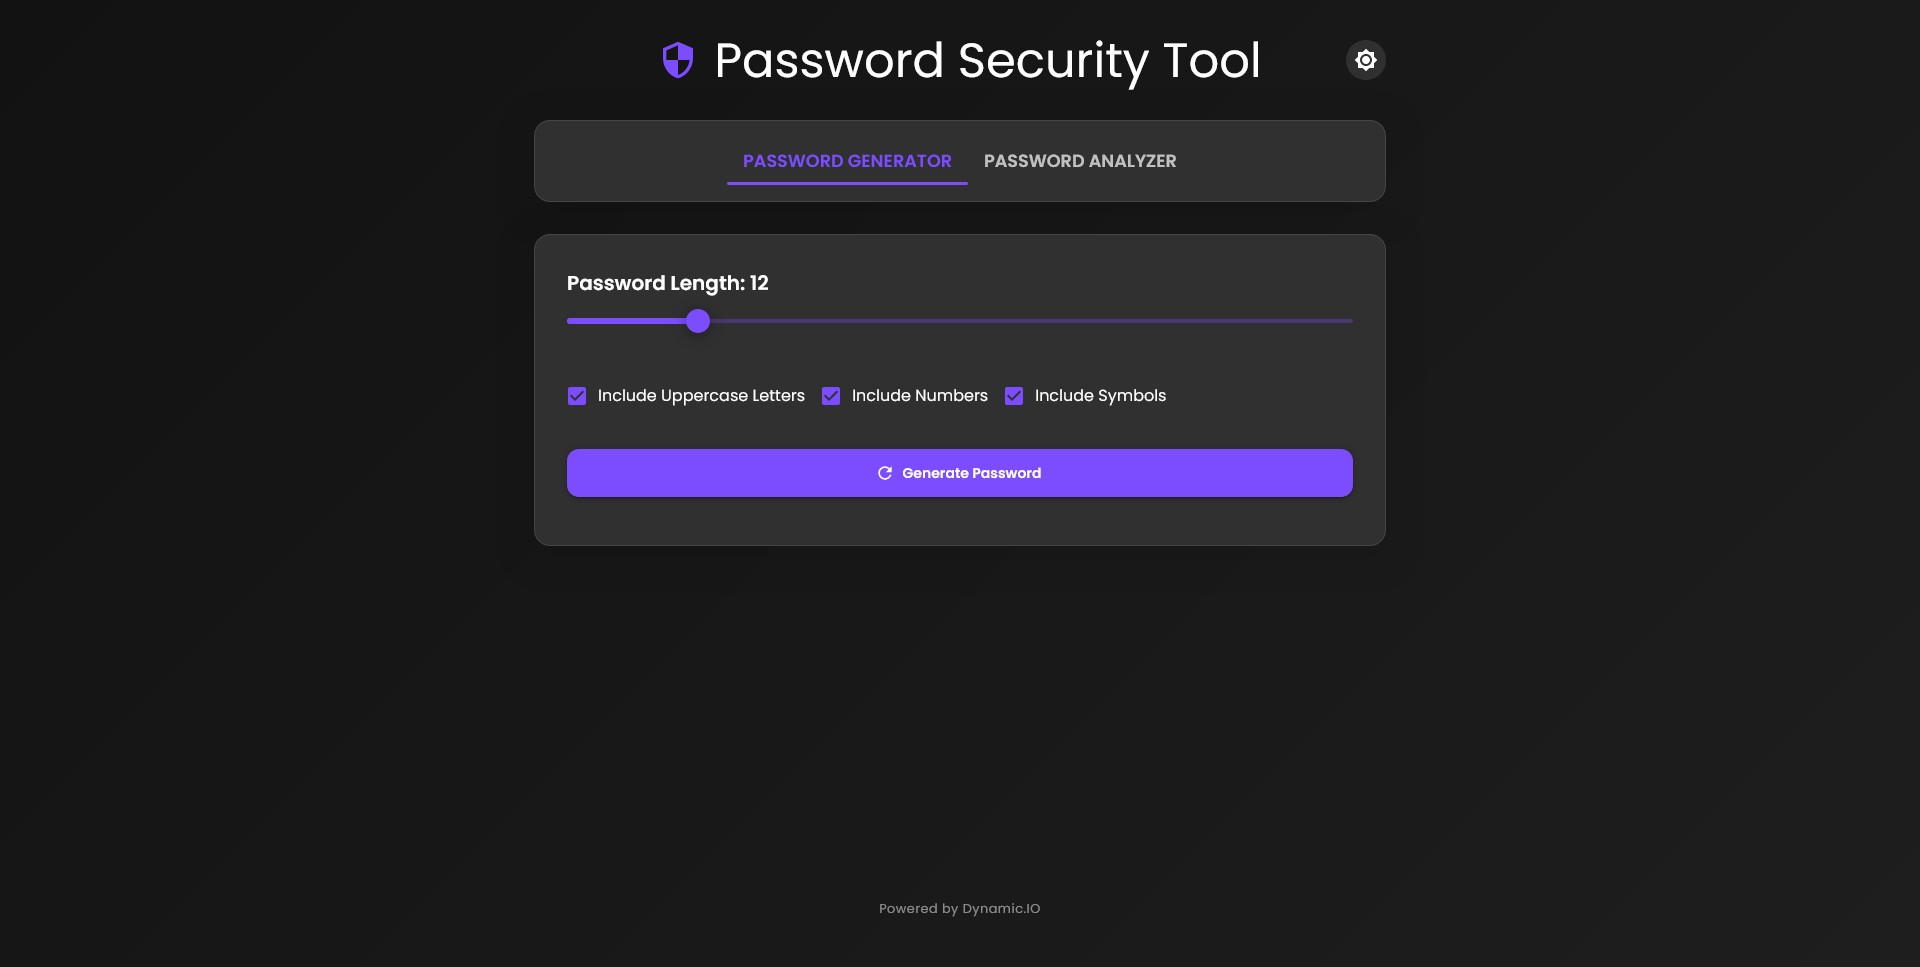 Password Security Tool
PASSWORD GENERATOR PASSWORD ANALYZER
Password Length: 12
Include Uppercase Letters Include Numbers Include Symbols
Generate Password
Powered by Dynamic.IO